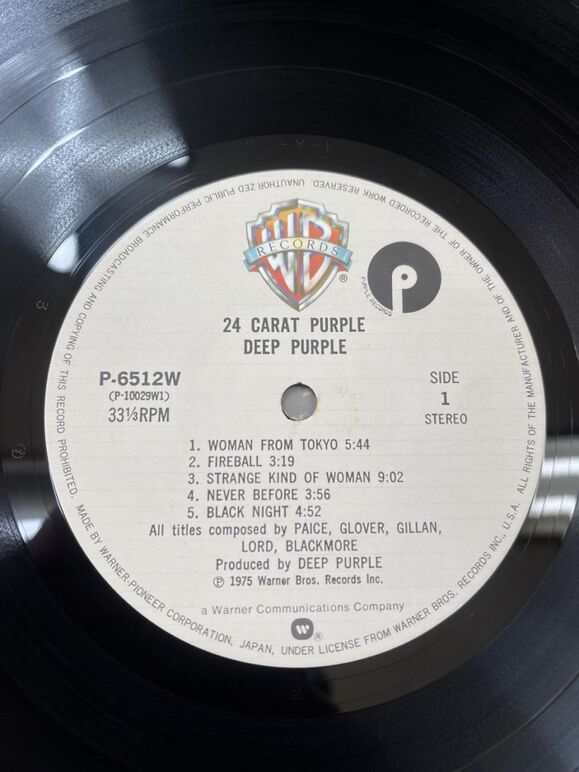 WB
RECORDS
®
P
PURPLE RECORDS
24 CARAT PURPLE
DEEP PURPLE
P-6512W
(P-10029W1)
33⅓RPM
SIDE
1
STEREO
1. WOMAN FROM TOKYO 5:44
2. FIREBALL 3:19
3. STRANGE KIND OF WOMAN 9:02
4. NEVER BEFORE 3:56
5. BLACK NIGHT 4:52
All titles composed by PAICE, GLOVER, GILLAN,
LORD, BLACKMORE
Produced by DEEP PURPLE
℗ 1975 Warner Bros. Records Inc.
a Warner Communications Company
®
MADE BY WARNER-PIONEER CORPORATION, JAPAN, UNDER LICENSE FROM WARNER BROS. RECORDS INC., U.S.A. ALL RIGHTS OF THE MANUFACTURER AND OF THE OWNER OF THE RECORDED WORK RESERVED. UNAUTHORIZED PUBLIC PERFORMANCE BROADCASTING AND COPYING OF THIS RECORD PROHIBITED.